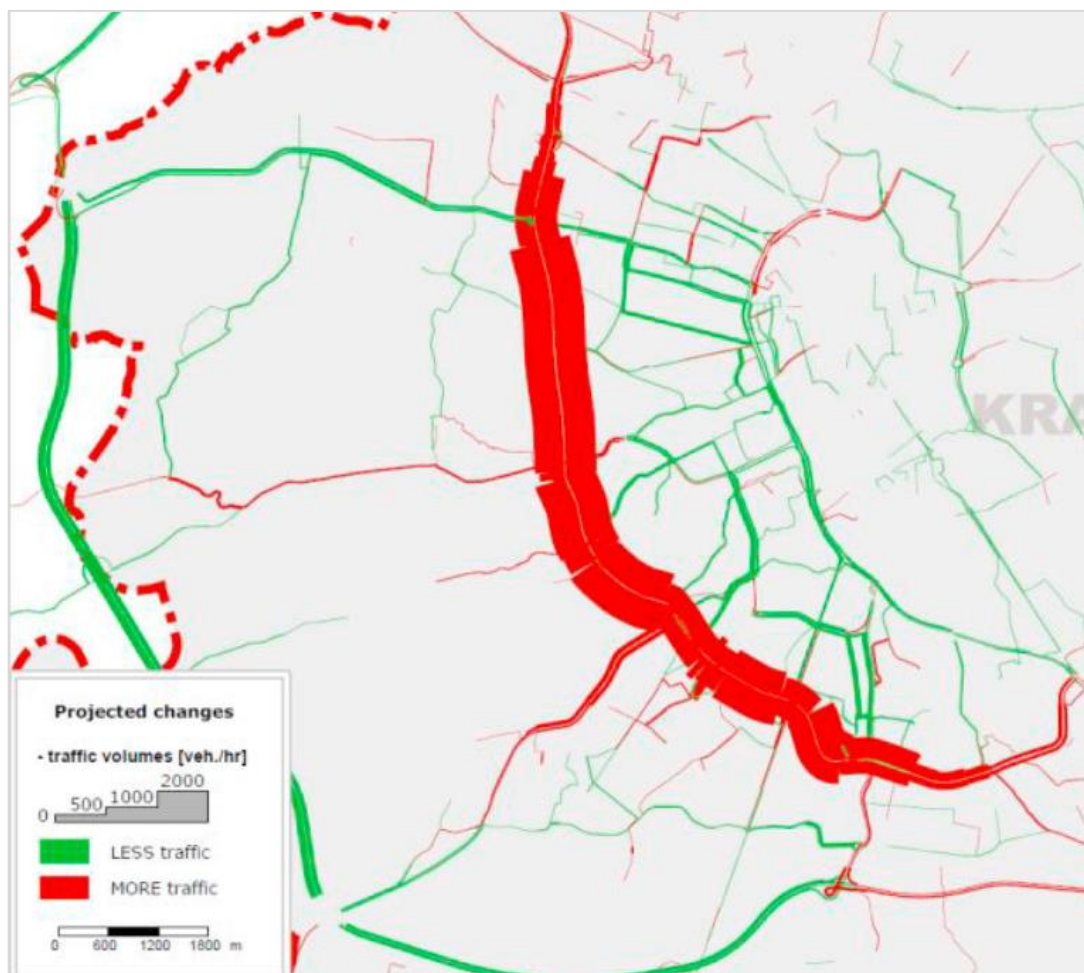 KRA
Projected changes
- traffic volumes [veh./hr]
0 500 1000 2000
LESS traffic
MORE traffic
0 600 1200 1800 m